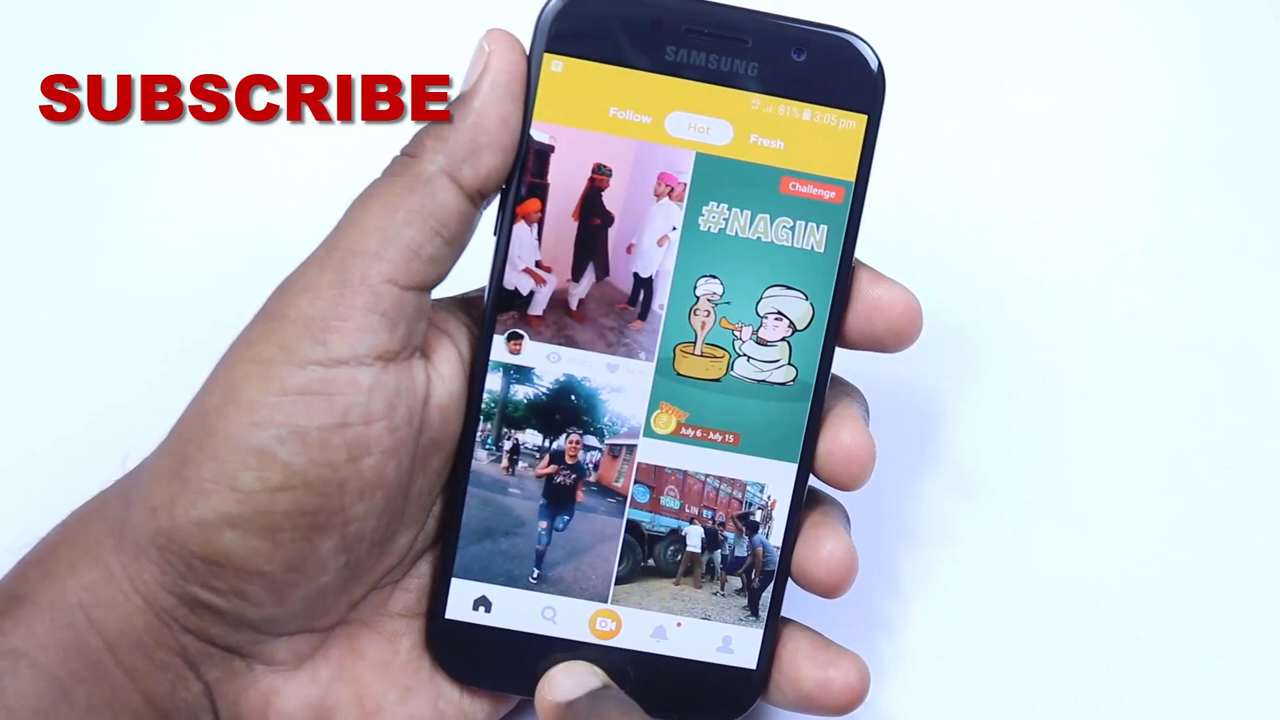 SUBSCRIBE
SAMSUNG
81% 3:05 pm
Follow Hot Fresh
Challenge
#NAGIN
July 6 - July 15
ROAD LINES